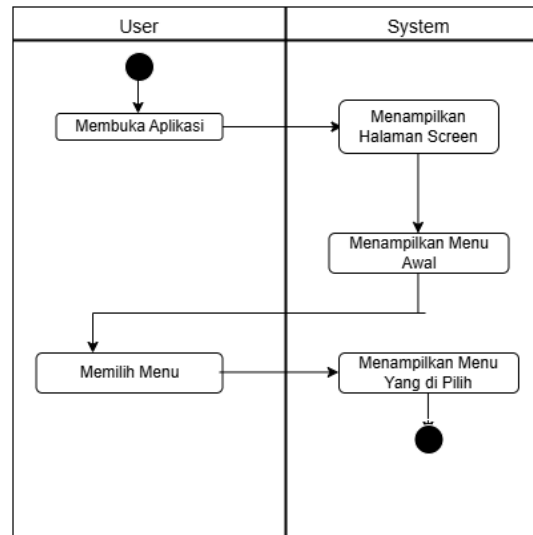 User
System
Membuka Aplikasi
Menampilkan
Halaman Screen
Menampilkan Menu
Awal
Memilih Menu
Menampilkan Menu
Yang di Pilih